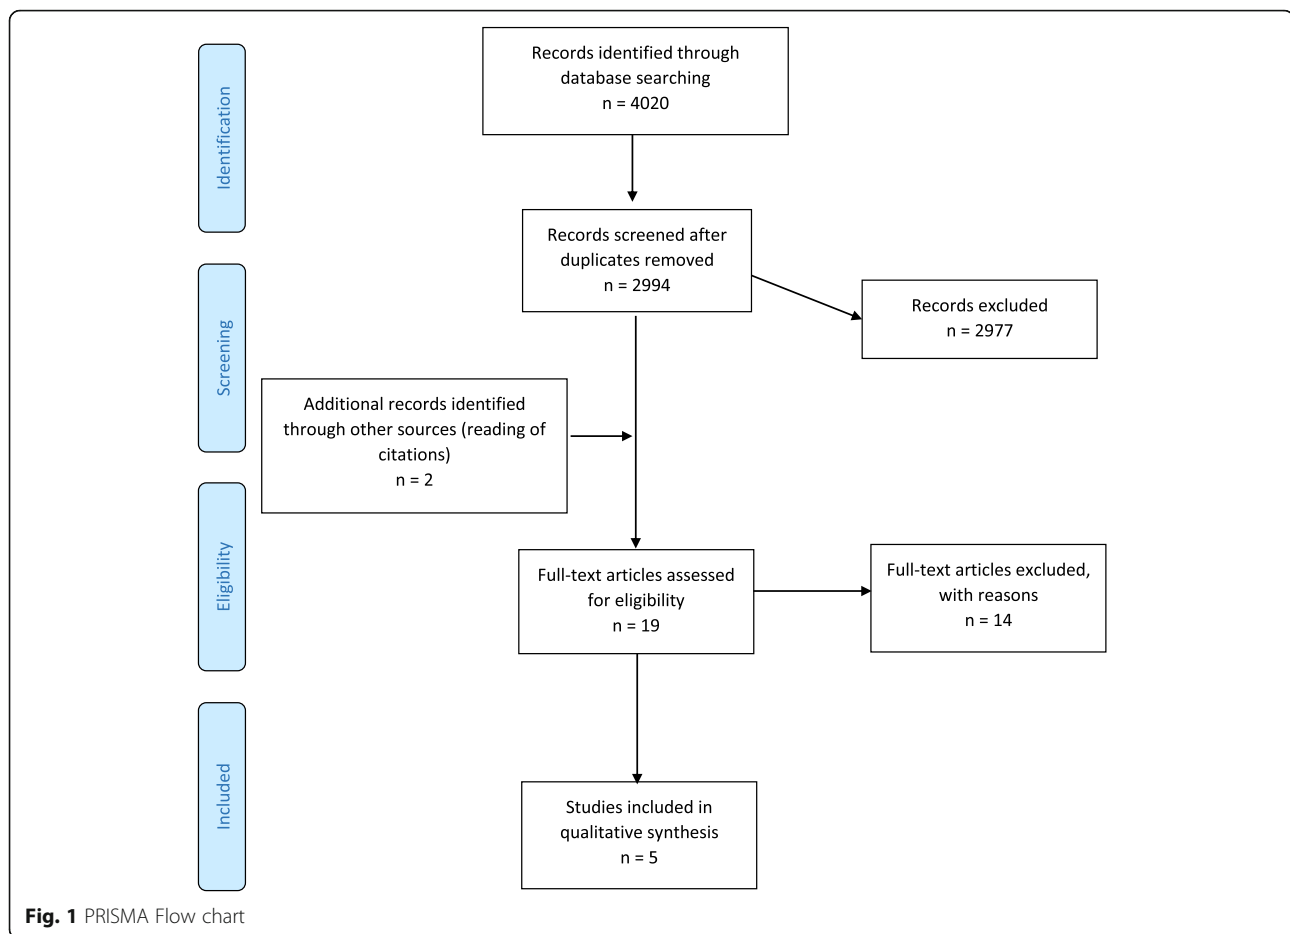 Identification
Records identified through
database searching
n = 4020
Records screened after
duplicates removed
n = 2994
Records excluded
n = 2977
Screening
Additional records identified
through other sources (reading of
citations)
n = 2
Eligibility
Full-text articles assessed
for eligibility
n = 19
Full-text articles excluded,
with reasons
n = 14
Included
Studies included in
qualitative synthesis
n = 5
Fig. 1 PRISMA Flow chart